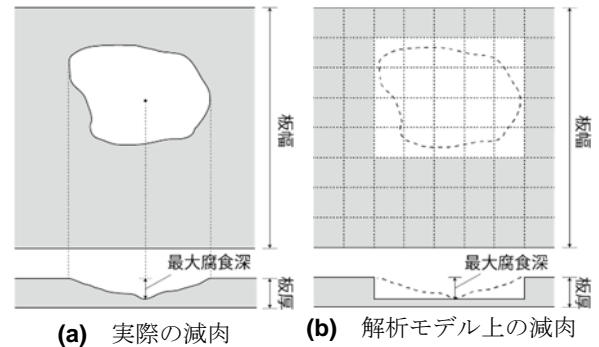 板幅
最大腐食深
板厚
(a) 実際の減肉
板幅
最大腐食深
板厚
(b) 解析モデル上の減肉